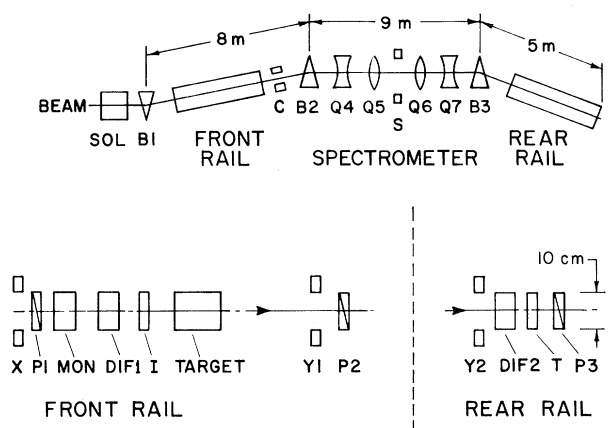 8 m 9 m 5 m
BEAM
SOL B1 FRONT RAIL C B2 Q4 Q5 S Q6 Q7 B3 REAR RAIL
SPECTROMETER
10 cm
X P1 MON DIF1 I TARGET Y1 P2 Y2 DIF2 T P3
FRONT RAIL REAR RAIL